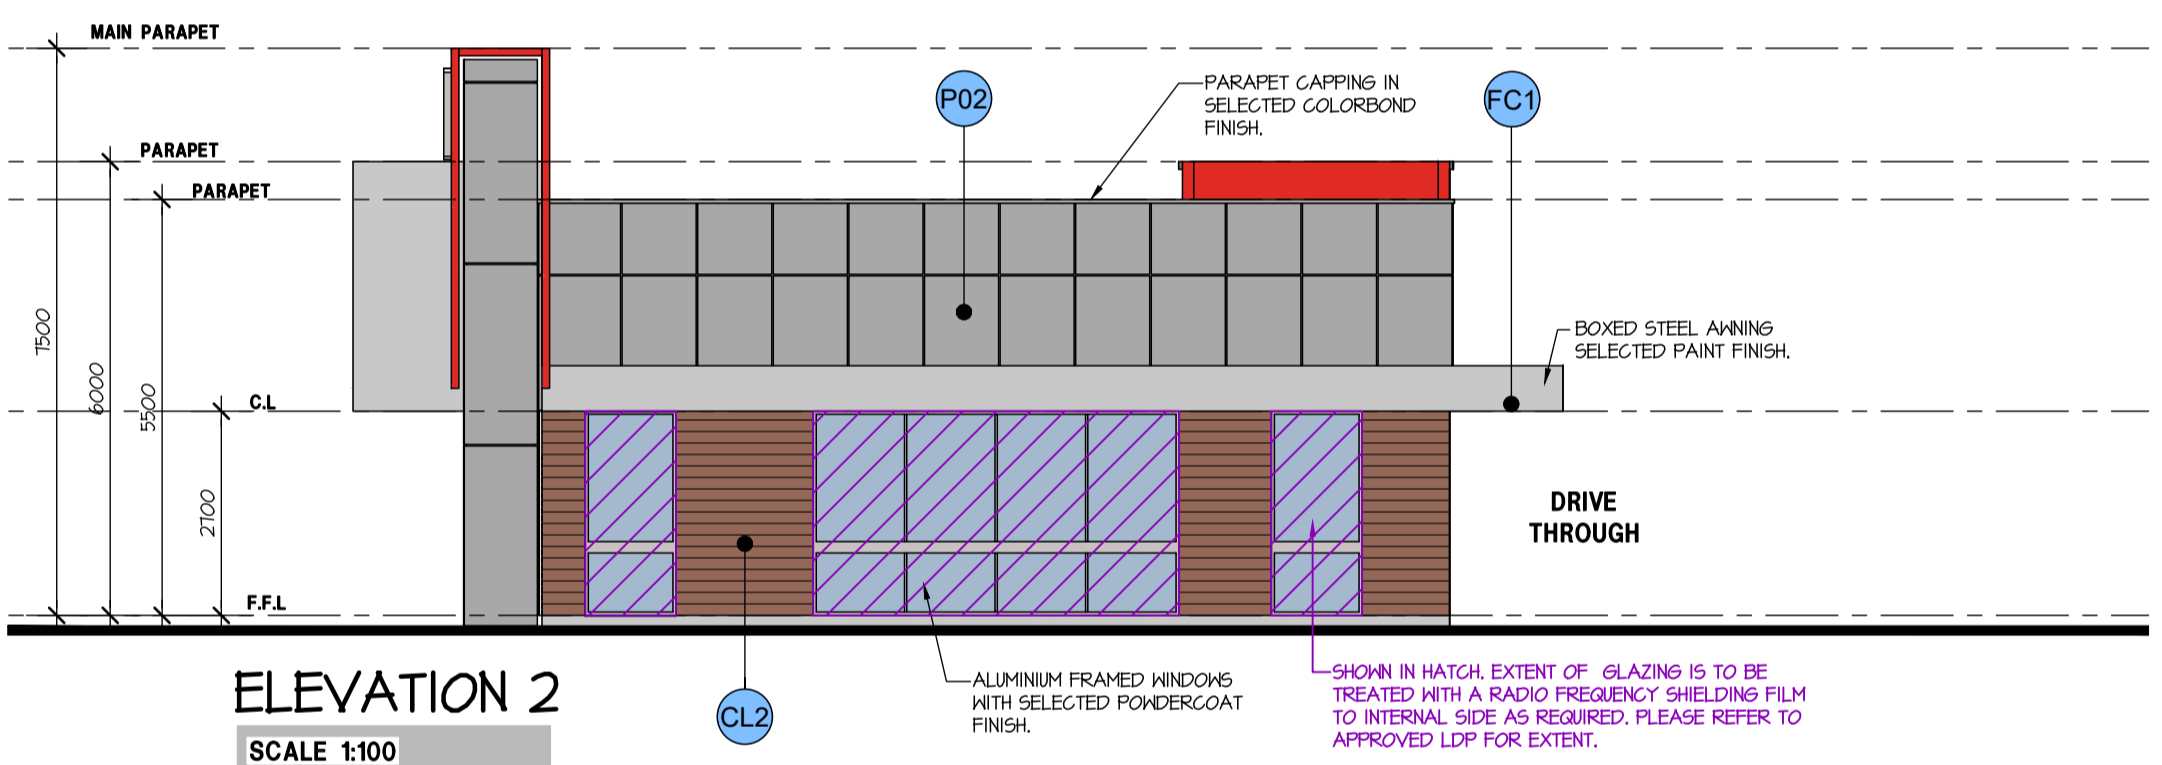 MAIN PARAPET
PARAPET
PARAPET
C.L
F.F.L
7500
6000
5500
2700
P02
PARAPET CAPPING IN
SELECTED COLORBOND
FINISH.
FC1
BOXED STEEL AWNING
SELECTED PAINT FINISH.
DRIVE
THROUGH
CL2
ALUMINIUM FRAMED WINDOWS
WITH SELECTED POWDERCOAT
FINISH.
SHOWN IN HATCH. EXTENT OF GLAZING IS TO BE
TREATED WITH A RADIO FREQUENCY SHIELDING FILM
TO INTERNAL SIDE AS REQUIRED. PLEASE REFER TO
APPROVED LDP FOR EXTENT.
ELEVATION 2
SCALE 1:100